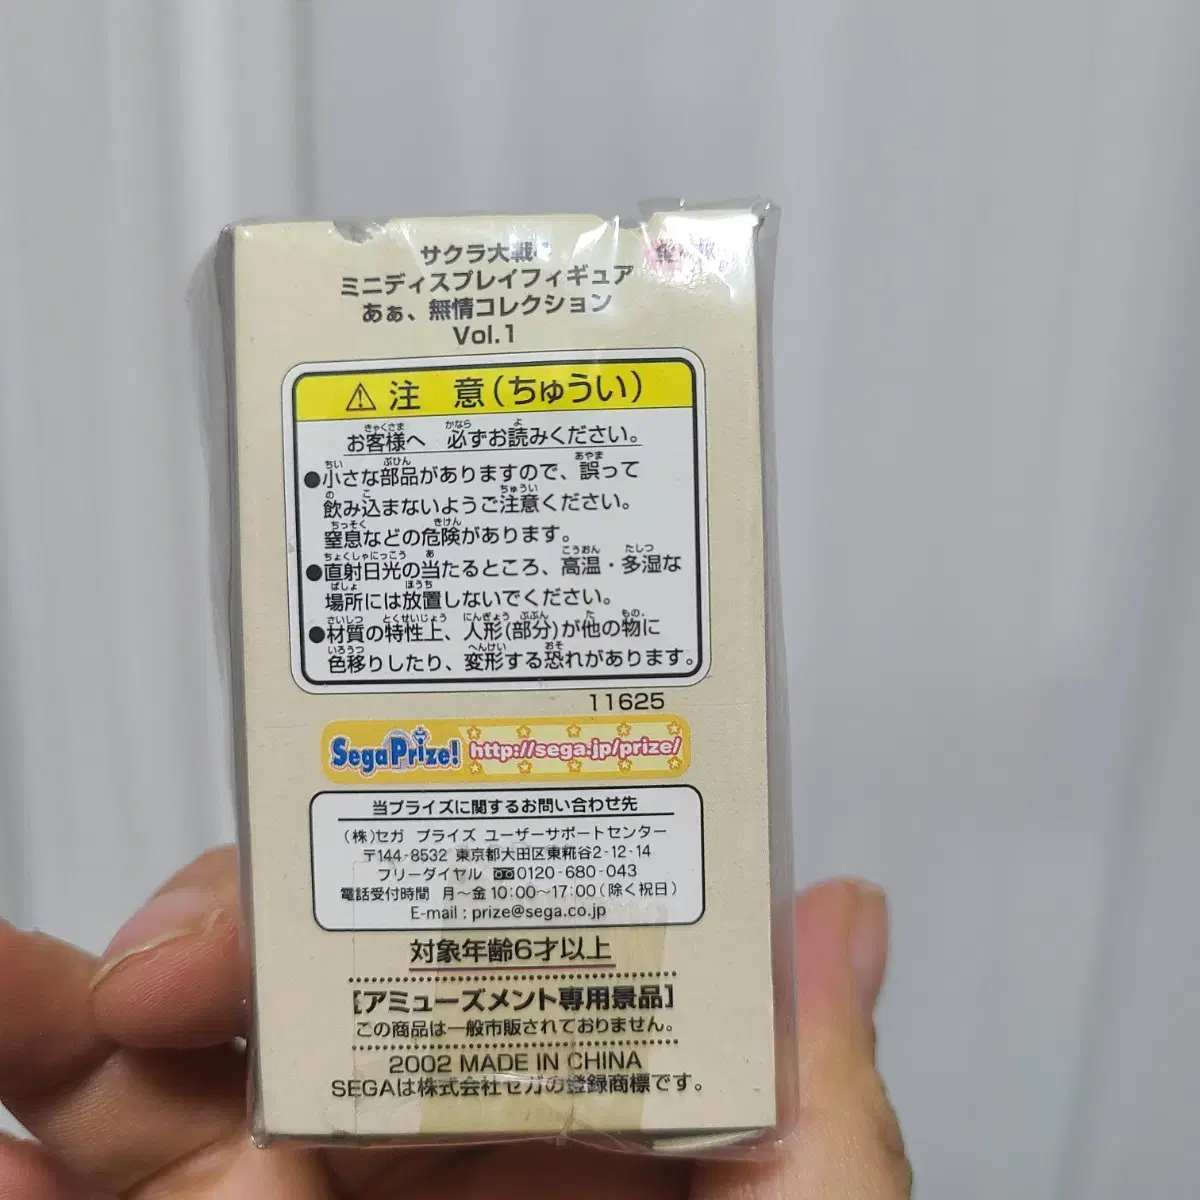 サクラ大戦
ミニディスプレイフィギュア
あぁ、無情コレクション
Vol.1
注 意(ちゅうい)
お客様へ 必ずお読みください。
●小さな部品がありますので、誤って
飲み込まないようご注意ください。
窒息などの危険があります。
●直射日光の当たるところ、高温・多湿な
場所には放置しないでください。
●材質の特性上、人形(部分)が他の物に
色移りしたり、変形する恐れがあります。
11625
SegaPrize! http://sega.jp/prize/
当プライズに関するお問い合わせ先
(株)セガ プライズ ユーザーサポートセンター
〒144-8532 東京都大田区東糀谷2-12-14
フリーダイヤル 0120-680-043
電話受付時間 月～金 10:00～17:00(除く祝日)
E-mail : prize@sega.co.jp
対象年齢6才以上
[アミューズメント専用景品]
この商品は一般市販されておりません。
2002 MADE IN CHINA
SEGAは株式会社セガの登録商標です。